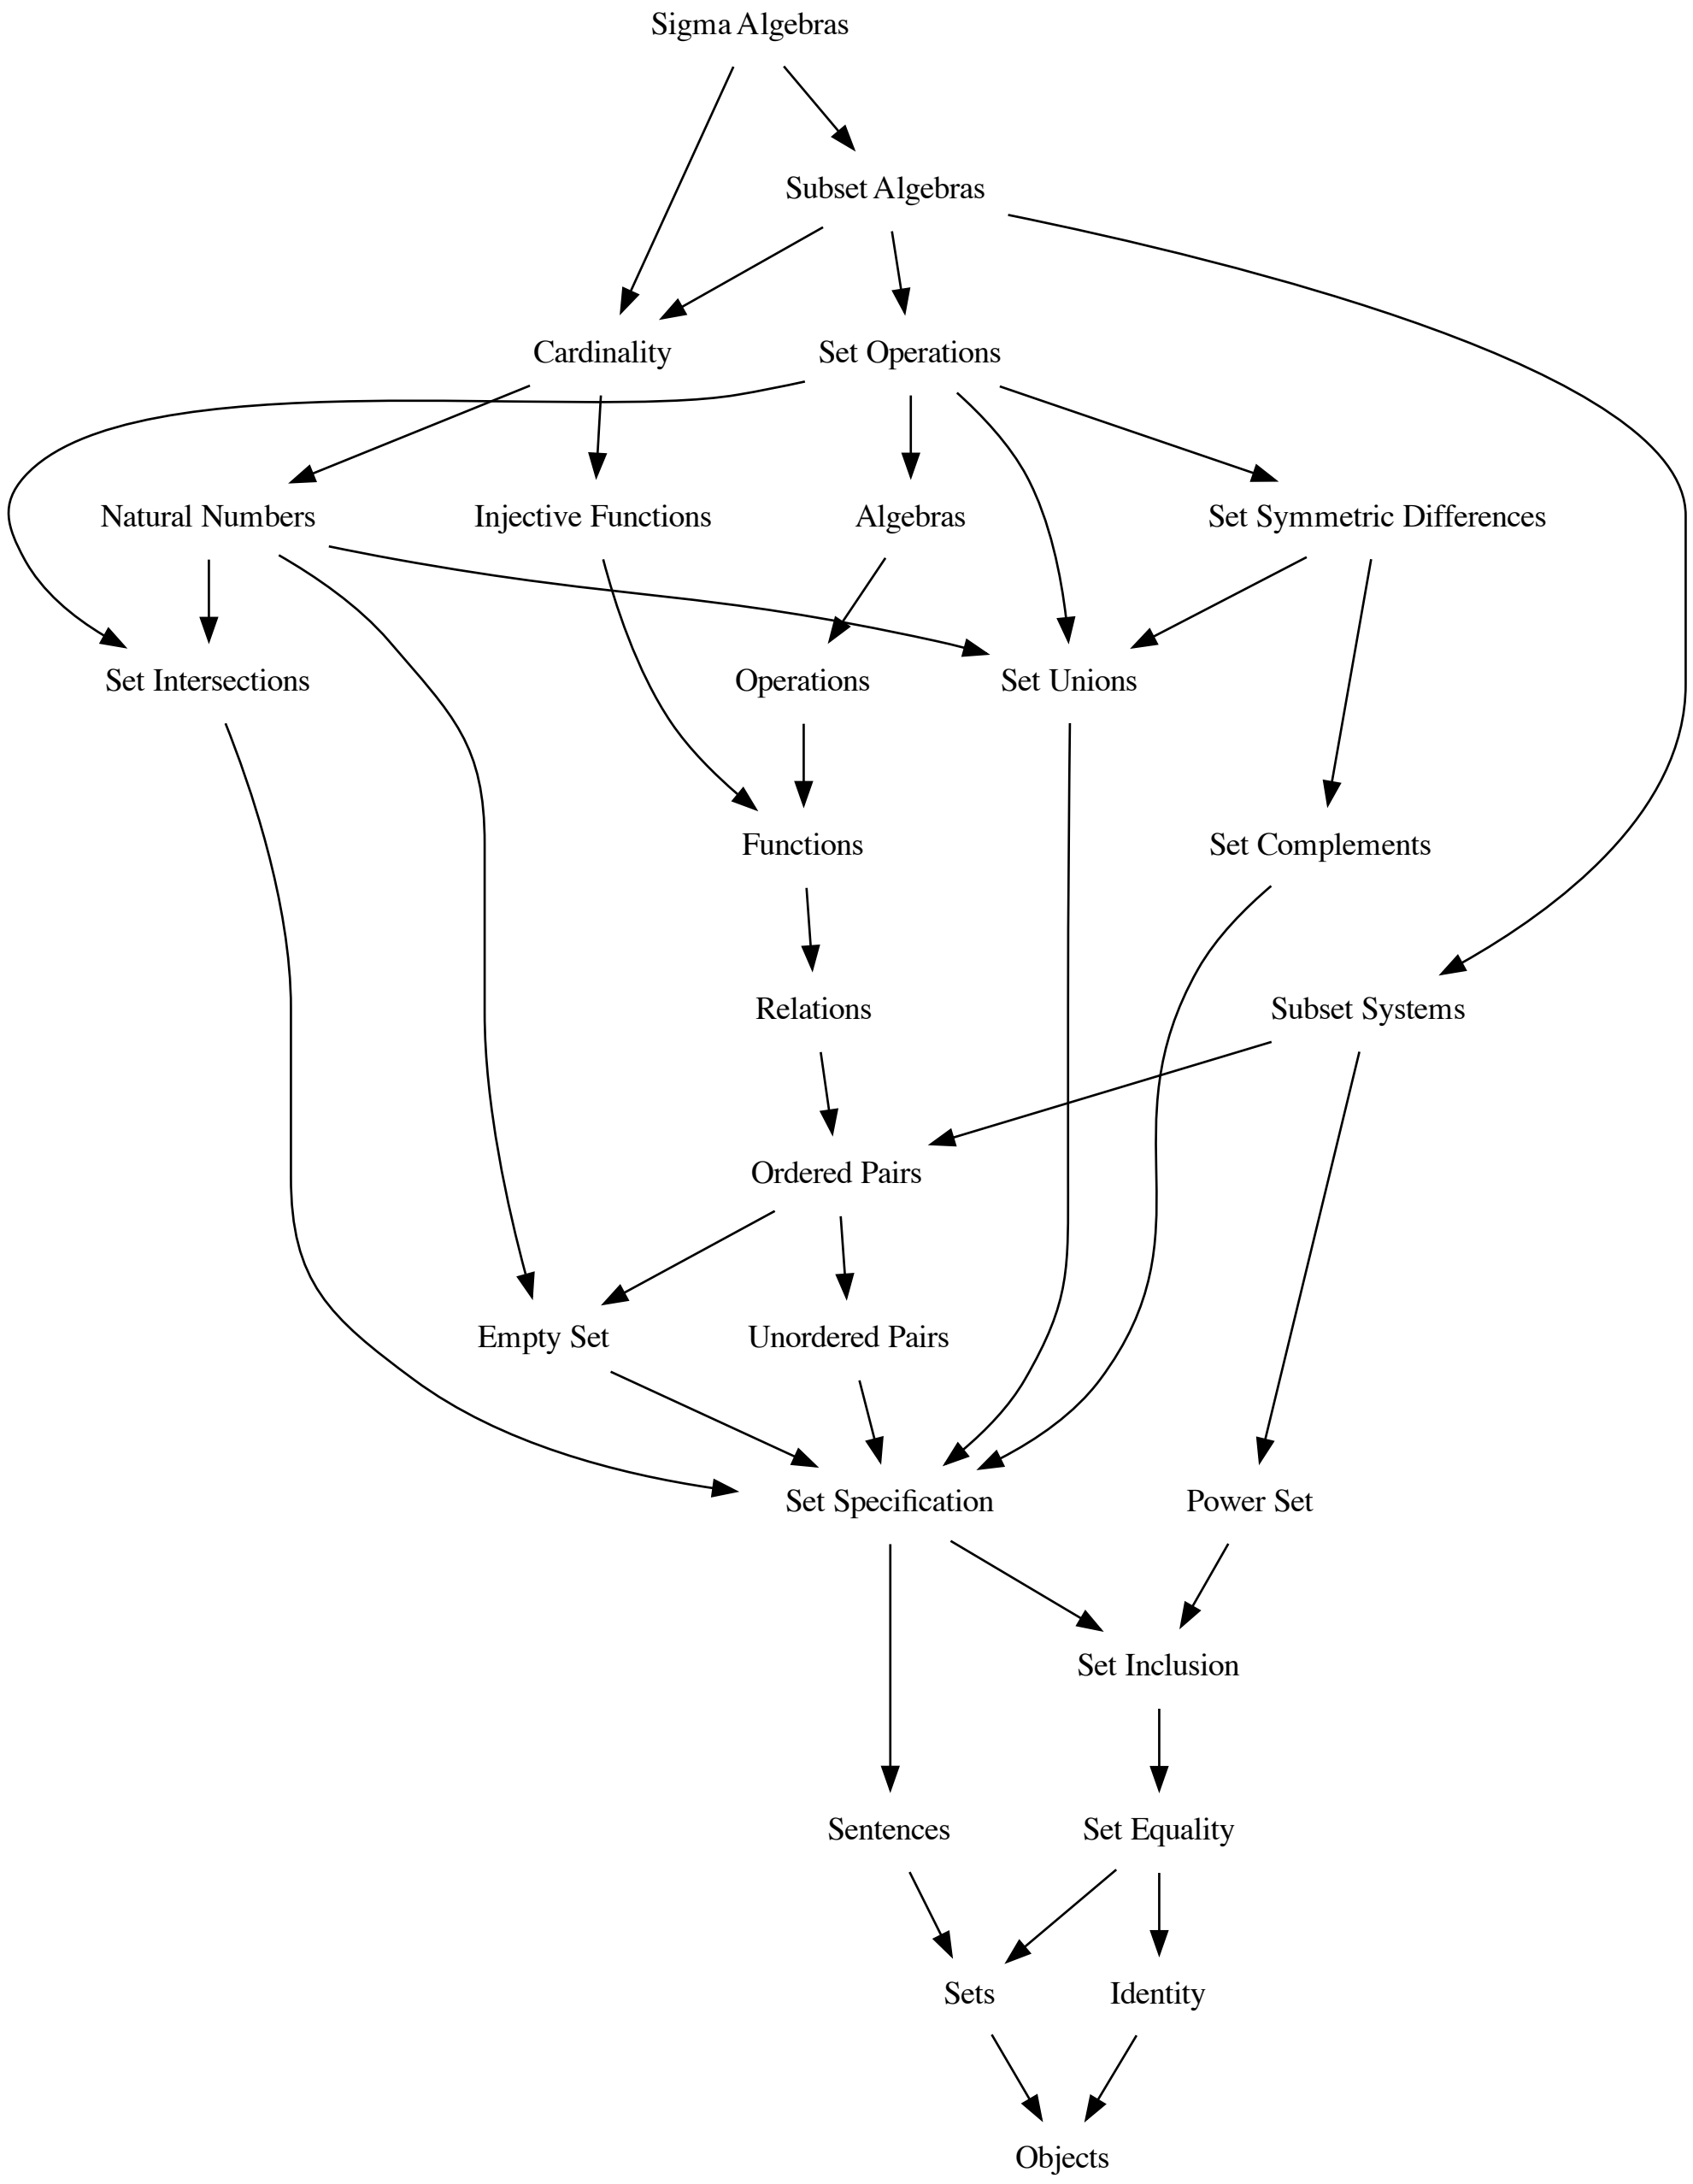 Sigma Algebras
Subset Algebras
Cardinality
Set Operations
Natural Numbers
Injective Functions
Algebras
Set Symmetric Differences
Set Intersections
Operations
Set Unions
Functions
Set Complements
Relations
Subset Systems
Ordered Pairs
Empty Set
Unordered Pairs
Set Specification
Power Set
Set Inclusion
Sentences
Set Equality
Sets
Identity
Objects